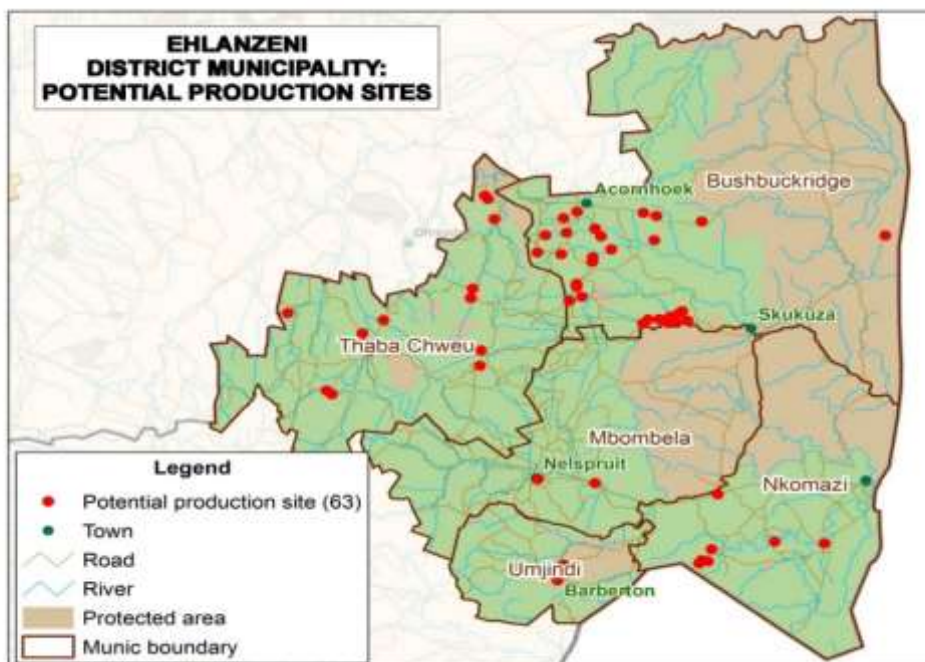 EHLANZENI
DISTRICT MUNICIPALITY:
POTENTIAL PRODUCTION SITES
Acornhoek
Bushbuckridge
Skukuza
Thaba Chweu
Mbombela
Nelspruit
Nkomazi
Umjindi
Barberton
Legend
Potential production site (63)
Town
Road
River
Protected area
Munic boundary